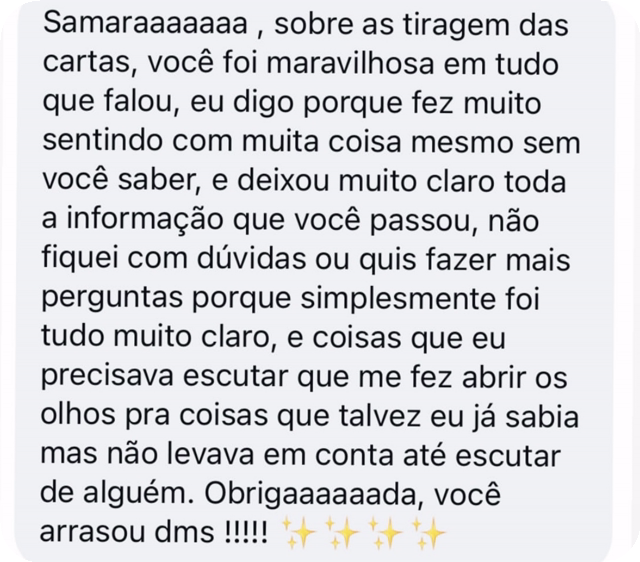 Samaraaaaaaa , sobre as tiragem das
cartas, você foi maravilhosa em tudo
que falou, eu digo porque fez muito
sentindo com muita coisa mesmo sem
você saber, e deixou muito claro toda
a informação que você passou, não
fiquei com dúvidas ou quis fazer mais
perguntas porque simplesmente foi
tudo muito claro, e coisas que eu
precisava escutar que me fez abrir os
olhos pra coisas que talvez eu já sabia
mas não levava em conta até escutar
de alguém. Obrigaaaaaada, você
arrasou dms !!!!! ✨✨✨✨